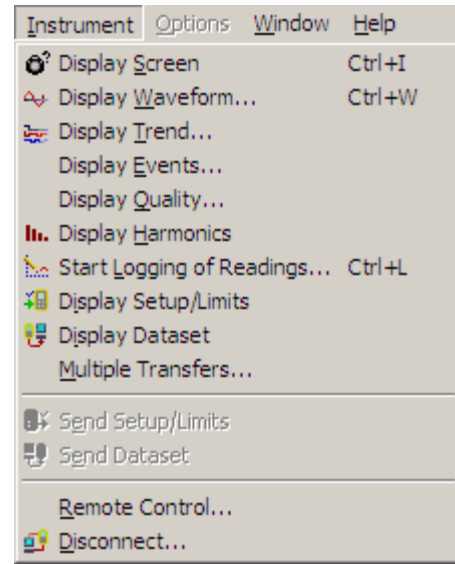 Instrument Options Window Help
Display Screen Ctrl+I
Display Waveform... Ctrl+W
Display Trend...
Display Events...
Display Quality...
Display Harmonics
Start Logging of Readings... Ctrl+L
Display Setup/Limits
Display Dataset
Multiple Transfers...
Send Setup/Limits
Send Dataset
Remote Control...
Disconnect...